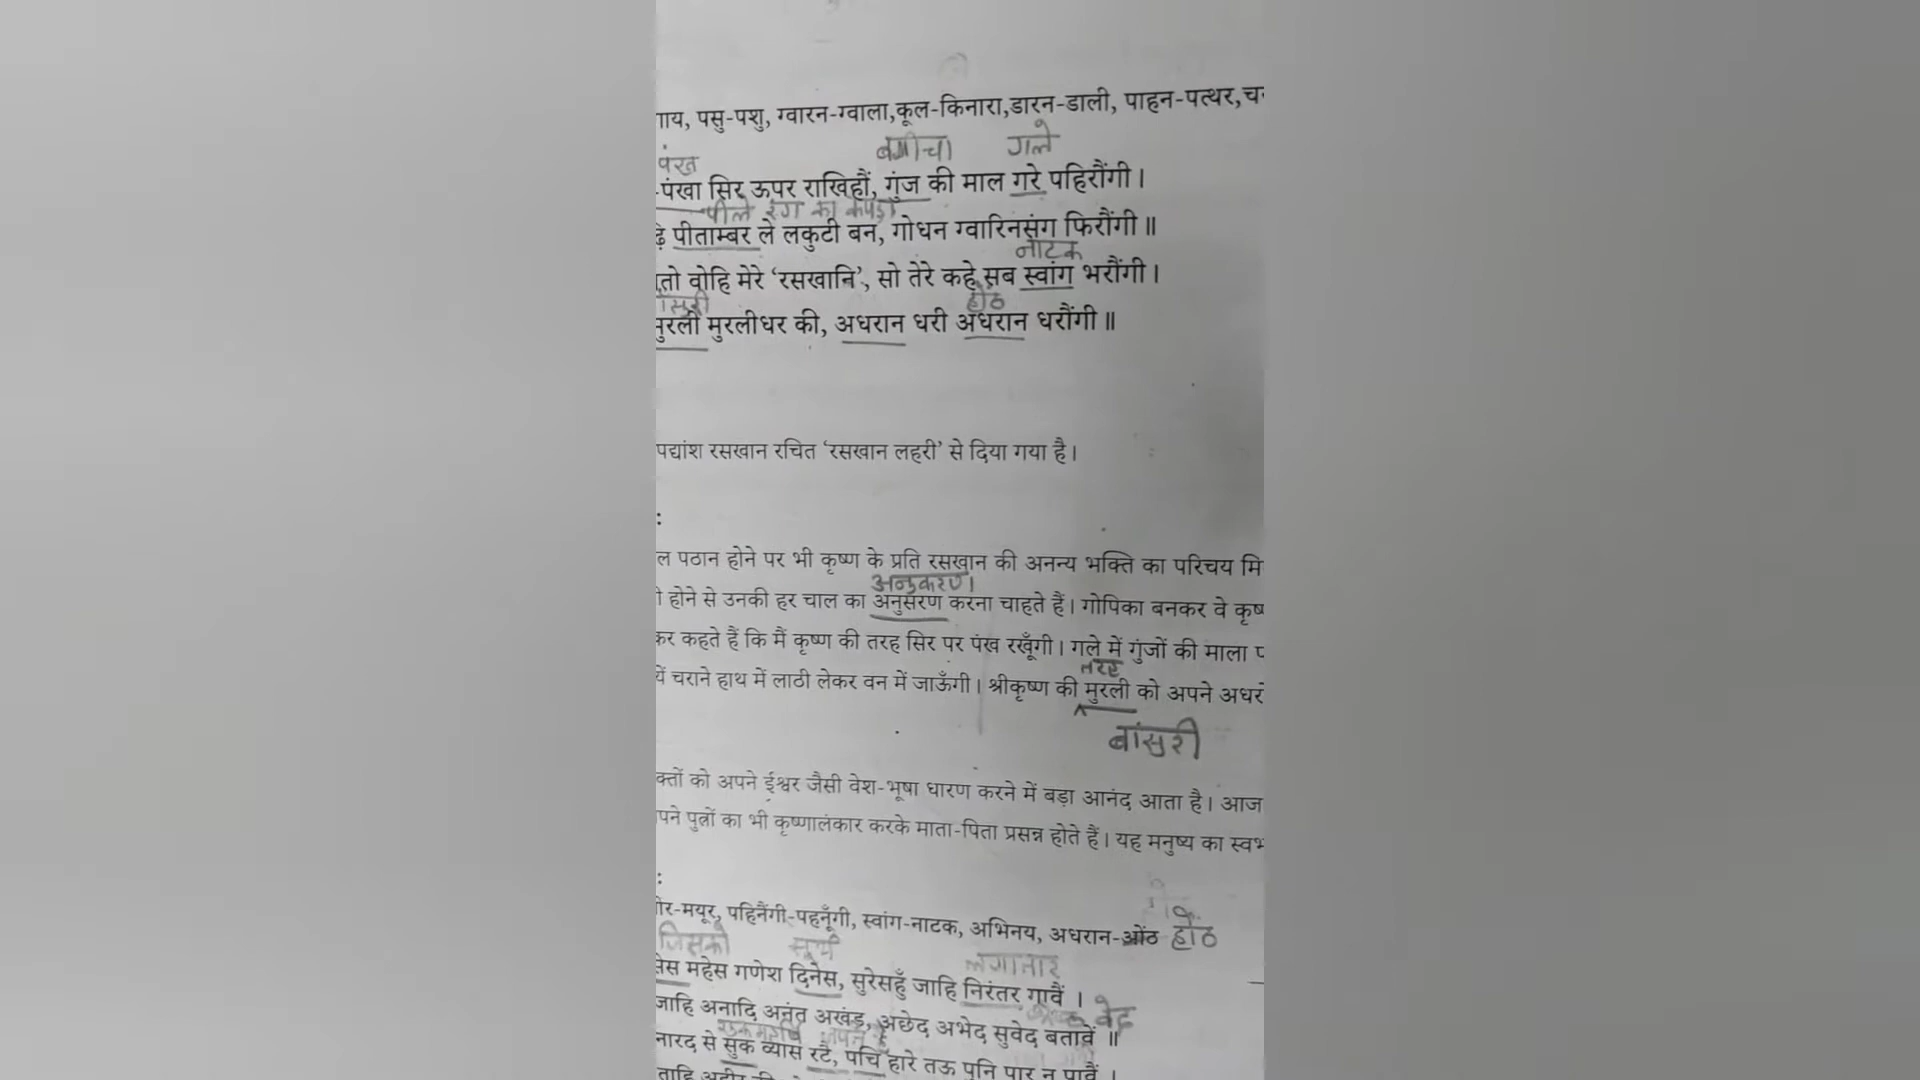 गाय, पसु-पशु, ग्वारन-ग्वाला,कूल-किनारा,डारन-डाली, पाहन-पत्थर,
बगीचा गले
पंख
पंखा सिर ऊपर राखिहौं, गुंज की माल गरे पहिरौंगी ।
पीले रंग का कपड़ा
पीताम्बर ले लकुटी बन, गोधन ग्वारिनसंग फिरौंगी ॥
नाटक
तो वोहि मेरे ‘रसखानि’, सो तेरे कहे सब स्वांग भरौंगी ।
होंठ
मुरली मुरलीधर की, अधरान धरी अधरान धरौंगी ॥
पद्यांश रसखान रचित ‘रसखान लहरी’ से दिया गया है ।
:
ल पठान होने पर भी कृष्ण के प्रति रसखान की अनन्य भक्ति का परिचय मि
अनुकरण।
होने से उनकी हर चाल का अनुसरण करना चाहते हैं । गोपिका बनकर वे कृष्
कर कहते हैं कि मैं कृष्ण की तरह सिर पर पंख रखूँगी । गले में गुंजों की माला प
तरह
यें चराने हाथ में लाठी लेकर वन में जाऊँगी । श्रीकृष्ण की मुरली को अपने अधरो
बांसुरी
क्तों को अपने ईश्वर जैसी वेश-भूषा धारण करने में बड़ा आनंद आता है । आज
पने पुत्रों का भी कृष्णालंकार करके माता-पिता प्रसन्न होते हैं । यह मनुष्य का स्वभ
:
मोर-मयूर, पहिनैंगी-पहनूँगी, स्वांग-नाटक, अभिनय, अधरान-ओंठ होंठ
जिसको सूर्य लगातार
सेस महेस गणेश दिनेस, सुरेसहुँ जाहि निरंतर गावैं ।
वेद
जाहि अनादि अनंत अखंड, अछेद अभेद सुवेद बतावैं ॥
नारद से सुक व्यास रटै, पचि हारे तऊ पुनि पार न पावैं ।